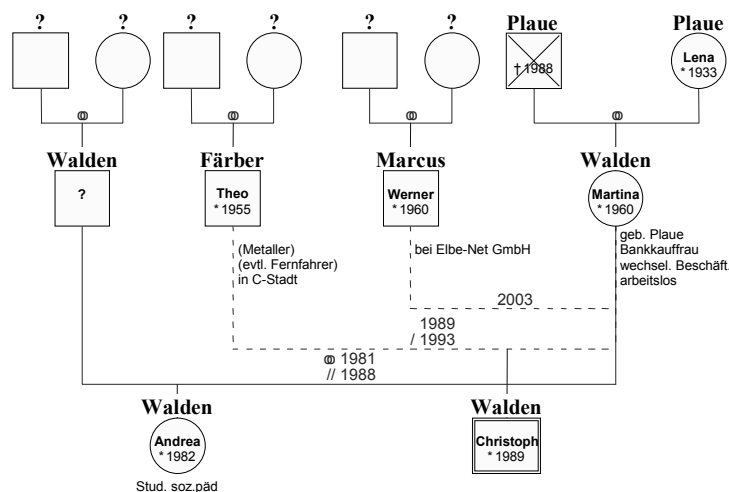 ? ? ? ? ? ? Plaue Plaue
† 1988
Lena
* 1933
⚭ ⚭ ⚭ ⚭
Walden Färber Marcus Walden
?
Theo
* 1955
Werner
* 1960
Martina
* 1960
(Metaller)
(evtl. Fernfahrer)
in C-Stadt
bei Elbe-Net GmbH
geb. Plaue
Bankkauffrau
wechsel. Beschäft.
arbeitslos
2003
1989
/ 1993
⚭ 1981
// 1988
Walden Walden
Andrea
* 1982
Christoph
* 1989
Stud. soz.päd